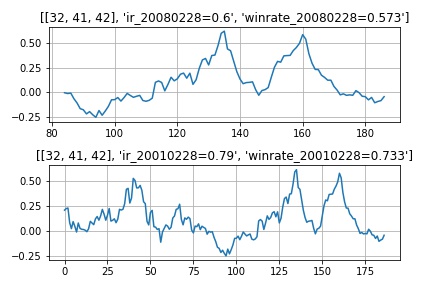 [[32, 41, 42], 'ir_20080228=0.6', 'winrate_20080228=0.573']
0.50
0.25
0.00
−0.25
80 100 120 140 160 180
[[32, 41, 42], 'ir_20010228=0.79', 'winrate_20010228=0.733']
0.50
0.25
0.00
−0.25
0 25 50 75 100 125 150 175